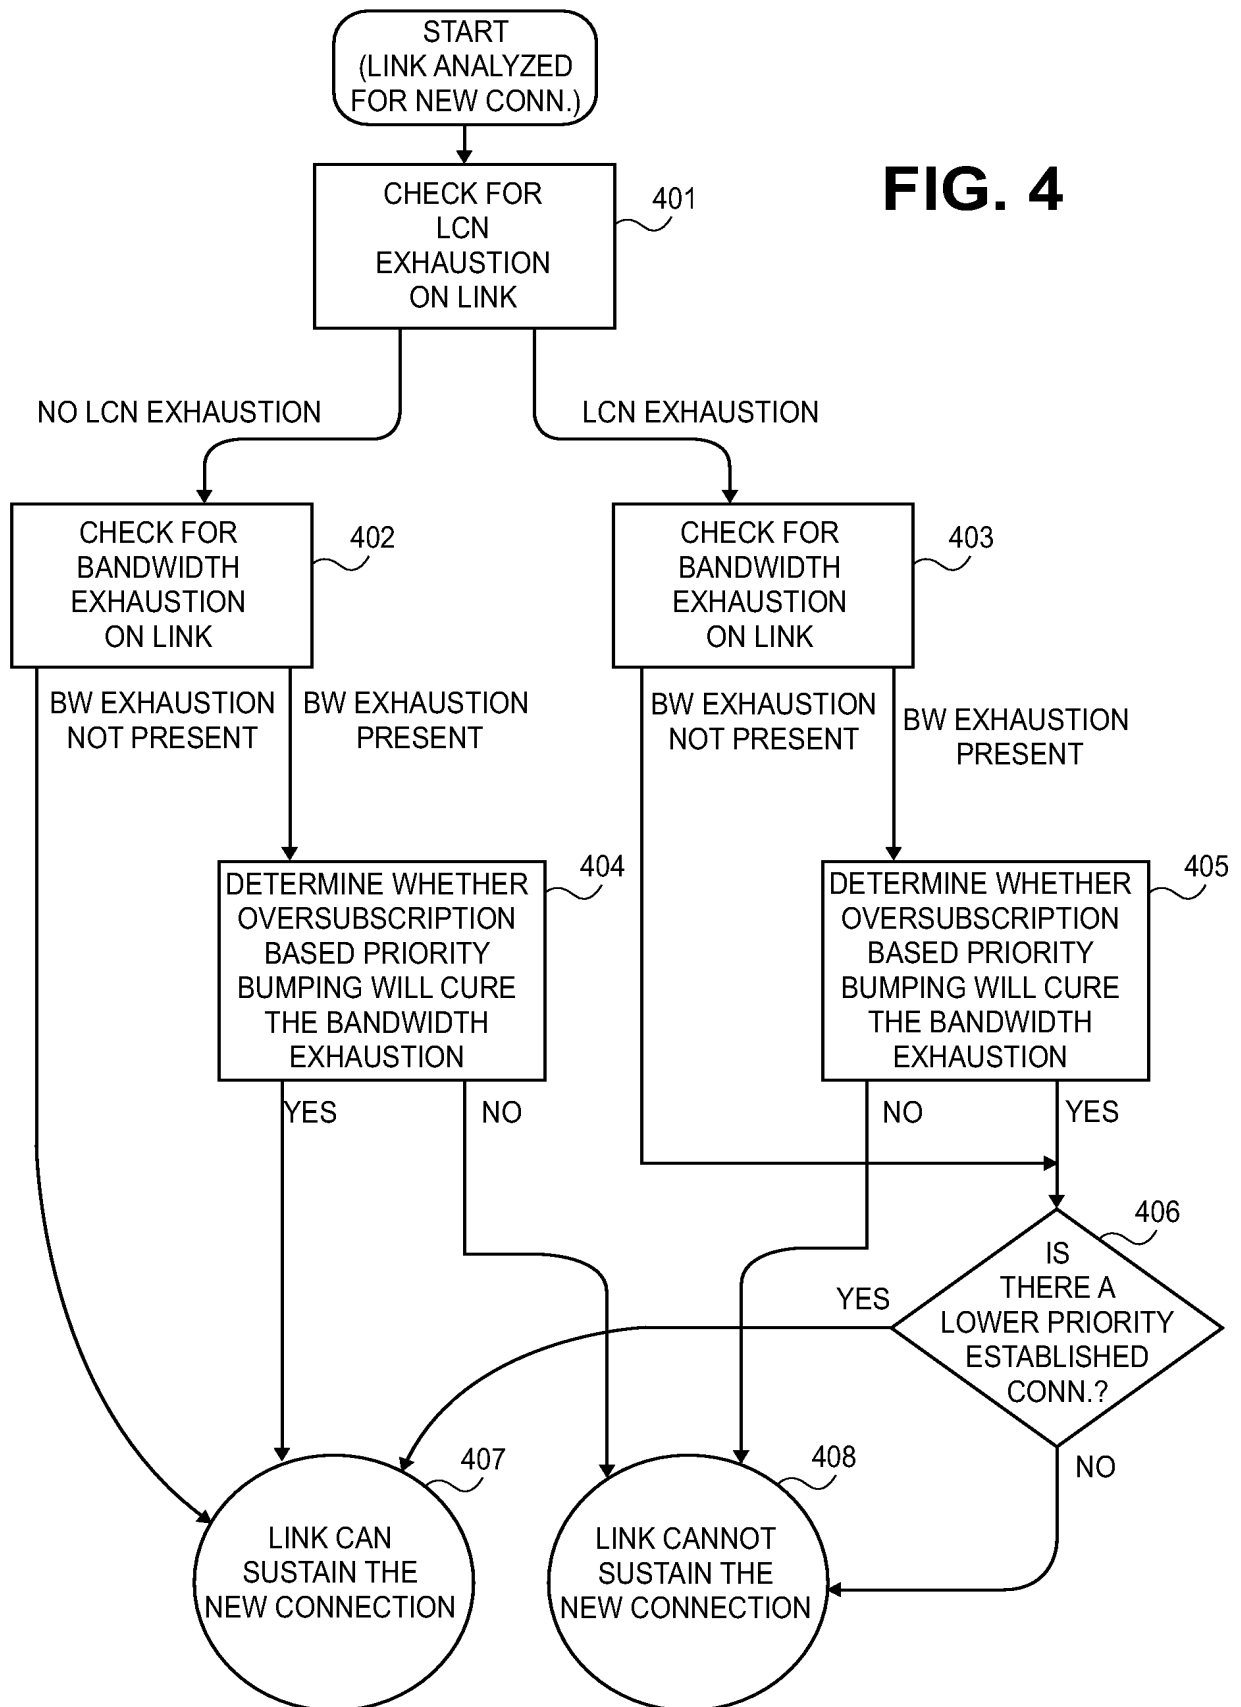 START
(LINK ANALYZED
FOR NEW CONN.)
FIG. 4
CHECK FOR
LCN
EXHAUSTION
ON LINK
401
NO LCN EXHAUSTION
LCN EXHAUSTION
CHECK FOR
BANDWIDTH
EXHAUSTION
ON LINK
402
CHECK FOR
BANDWIDTH
EXHAUSTION
ON LINK
403
BW EXHAUSTION
NOT PRESENT
BW EXHAUSTION
PRESENT
BW EXHAUSTION
NOT PRESENT
BW EXHAUSTION
PRESENT
DETERMINE WHETHER
OVERSUBSCRIPTION
BASED PRIORITY
BUMPING WILL CURE
THE BANDWIDTH
EXHAUSTION
404
DETERMINE WHETHER
OVERSUBSCRIPTION
BASED PRIORITY
BUMPING WILL CURE
THE BANDWIDTH
EXHAUSTION
405
YES
NO
NO
YES
406
IS
THERE A
LOWER PRIORITY
ESTABLISHED
CONN.?
YES
NO
407
LINK CAN
SUSTAIN THE
NEW CONNECTION
408
LINK CANNOT
SUSTAIN THE
NEW CONNECTION